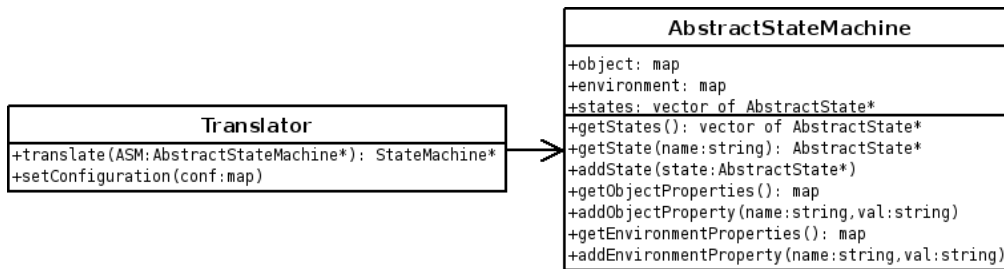 Translator
+translate(ASM:AbstractStateMachine*): StateMachine*
+setConfiguration(conf:map)
AbstractStateMachine
+object: map
+environment: map
+states: vector of AbstractState*
+getStates(): vector of AbstractState*
+getState(name:string): AbstractState*
+addState(state:AbstractState*)
+getObjectProperties(): map
+addObjectProperty(name:string,val:string)
+getEnvironmentProperties(): map
+addEnvironmentProperty(name:string,val:string)